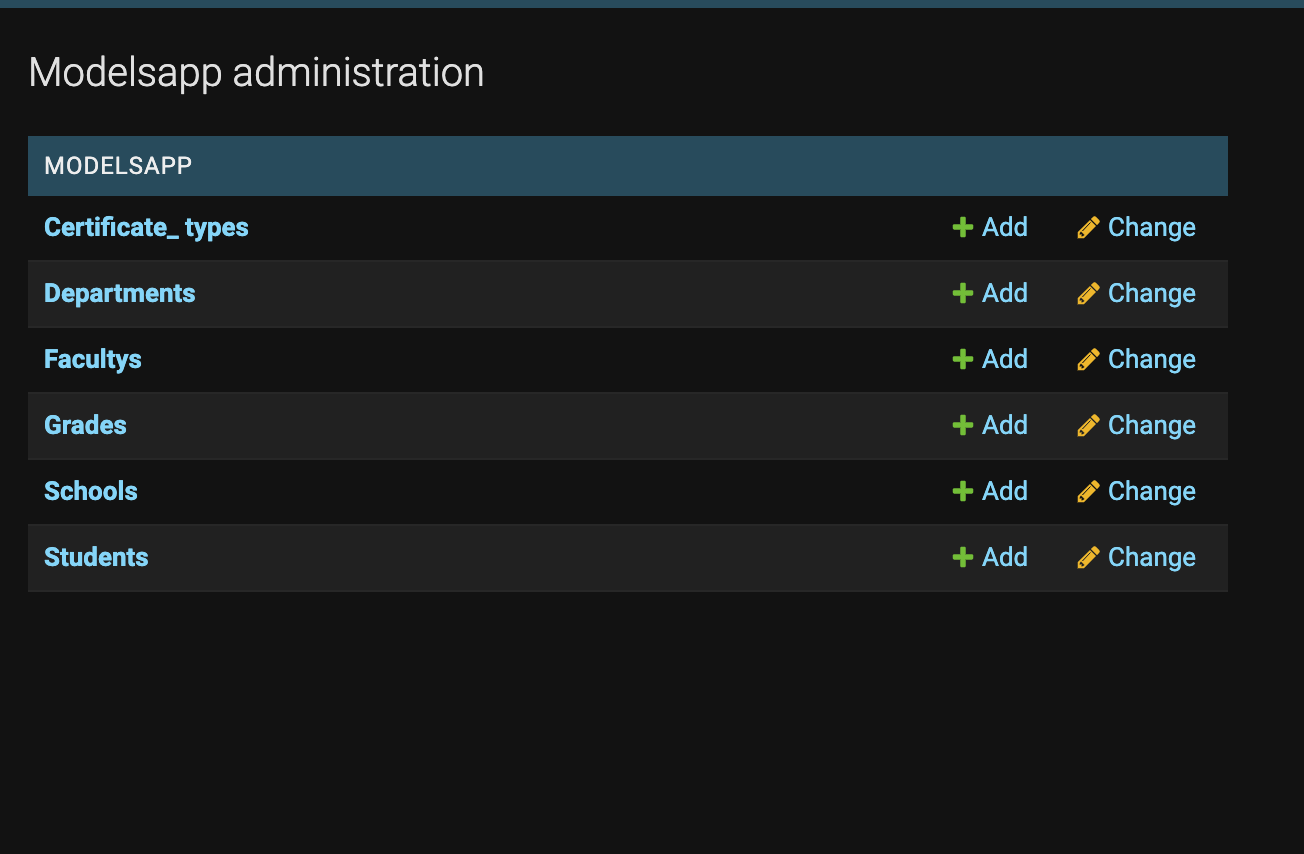 Modelsapp administration
MODELSAPP
Certificate_ types Add Change
Departments Add Change
Facultys Add Change
Grades Add Change
Schools Add Change
Students Add Change